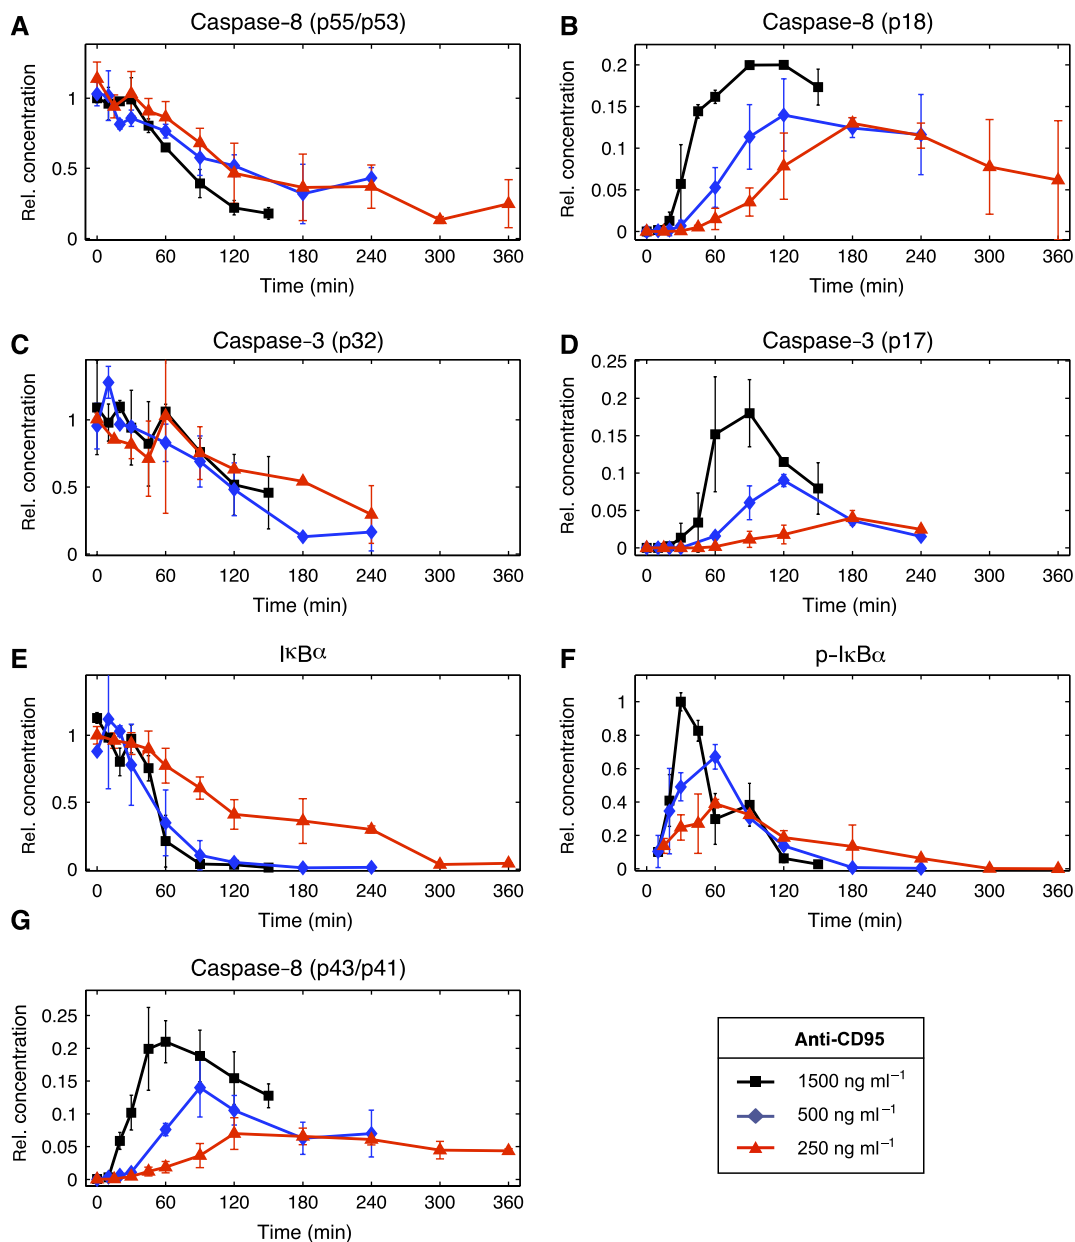 A
Caspase-8 (p55/p53)
Rel. concentration
1
0.5
0
0 60 120 180 240 300 360
Time (min)
B
Caspase-8 (p18)
Rel. concentration
0.2
0.15
0.1
0.05
0
0 60 120 180 240 300 360
Time (min)
C
Caspase-3 (p32)
Rel. concentration
1
0.5
0
0 60 120 180 240 300 360
Time (min)
D
Caspase-3 (p17)
Rel. concentration
0.25
0.2
0.15
0.1
0.05
0
0 60 120 180 240 300 360
Time (min)
E
IκBα
Rel. concentration
1
0.5
0
0 60 120 180 240 300 360
Time (min)
F
p-IκBα
Rel. concentration
1
0.8
0.6
0.4
0.2
0
0 60 120 180 240 300 360
Time (min)
G
Caspase-8 (p43/p41)
Rel. concentration
0.25
0.2
0.15
0.1
0.05
0
0 60 120 180 240 300 360
Time (min)
Anti-CD95
1500 ng ml⁻¹
500 ng ml⁻¹
250 ng ml⁻¹